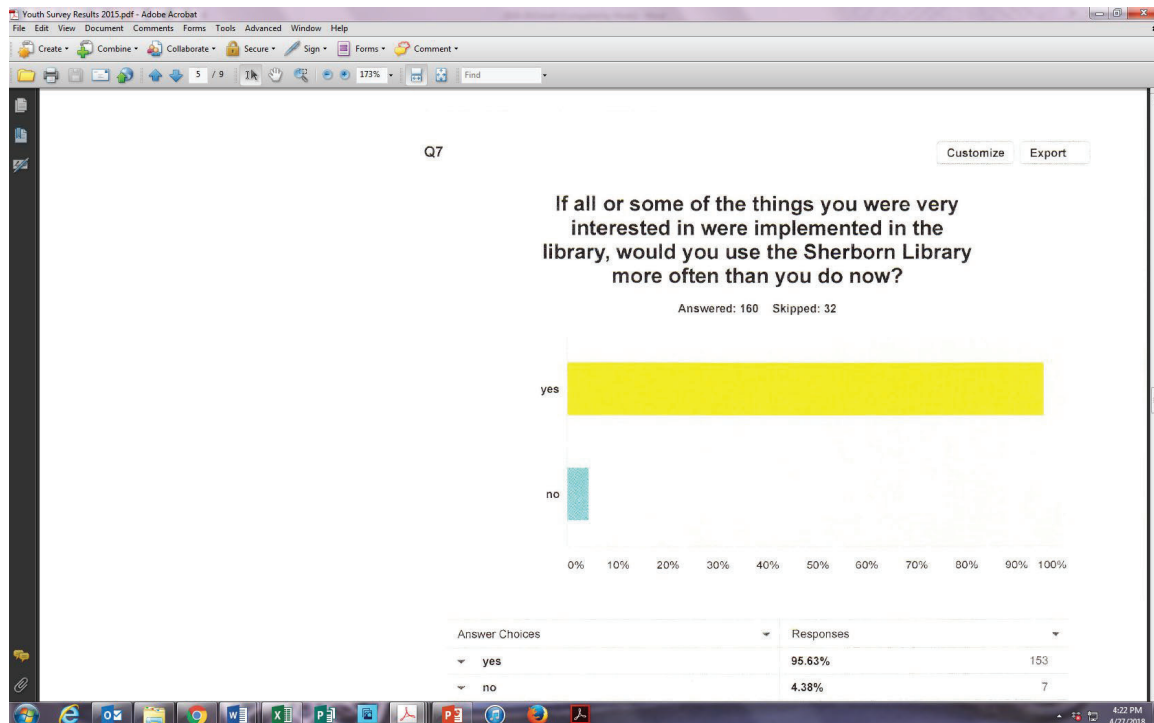 Youth Survey Results 2015.pdf - Adobe Acrobat
File Edit View Document Comments Forms Tools Advanced Window Help
Create Combine Collaborate Secure Sign Forms Comment
5 / 9 173% Find
Q7
Customize Export
If all or some of the things you were very
interested in were implemented in the
library, would you use the Sherborn Library
more often than you do now?
Answered: 160 Skipped: 32
yes
no
0% 10% 20% 30% 40% 50% 60% 70% 80% 90% 100%
Answer Choices Responses
yes 95.63% 153
no 4.38% 7
4:22 PM
4/27/2018